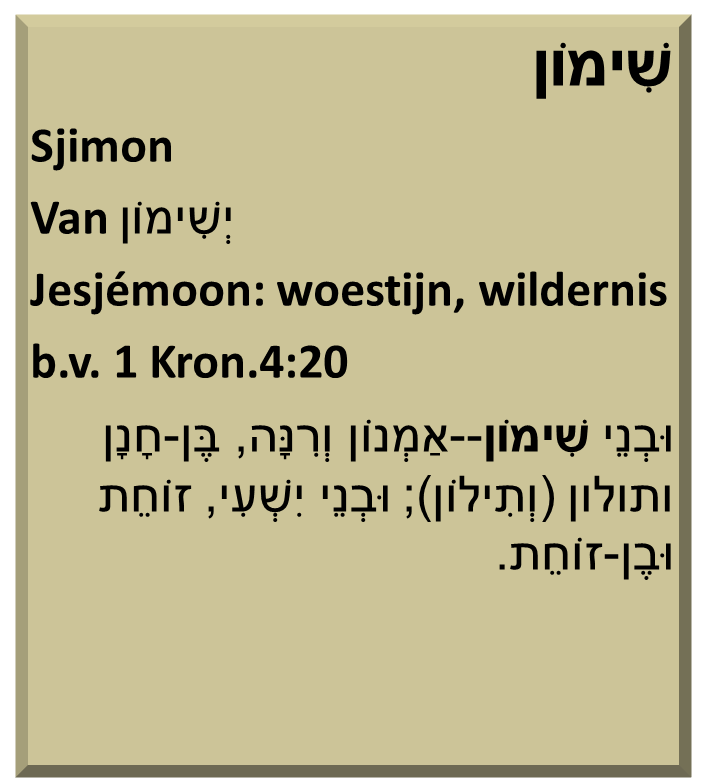 שִׁימוֹן
Sjimon
Van יְשִׁימוֹן
Jesjémoon: woestijn, wildernis
b.v. 1 Kron.4:20
וּבְנֵי שִׁימוֹן--אַמְנוֹן וְרִנָּה, בֶּן-חָנָן
ותולון (וְתִילוֹן); וּבְנֵי יִשְׁעִי, זוֹחֵת
וּבֶן-זוֹחֵת.